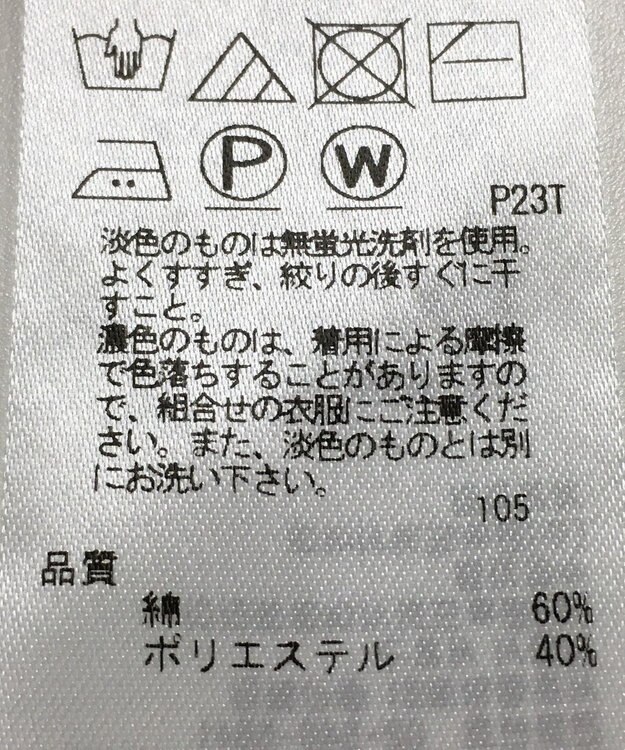 P
W
P23T
淡色のものは無蛍光洗剤を使用。
よくすすぎ、絞りの後すぐに干
すこと。
濃色のものは、着用による摩擦
で色落ちすることがありますの
で、組合せの衣服にご注意くだ
さい。また、淡色のものとは別
にお洗い下さい。
105
品質
綿 60%
ポリエステル 40%